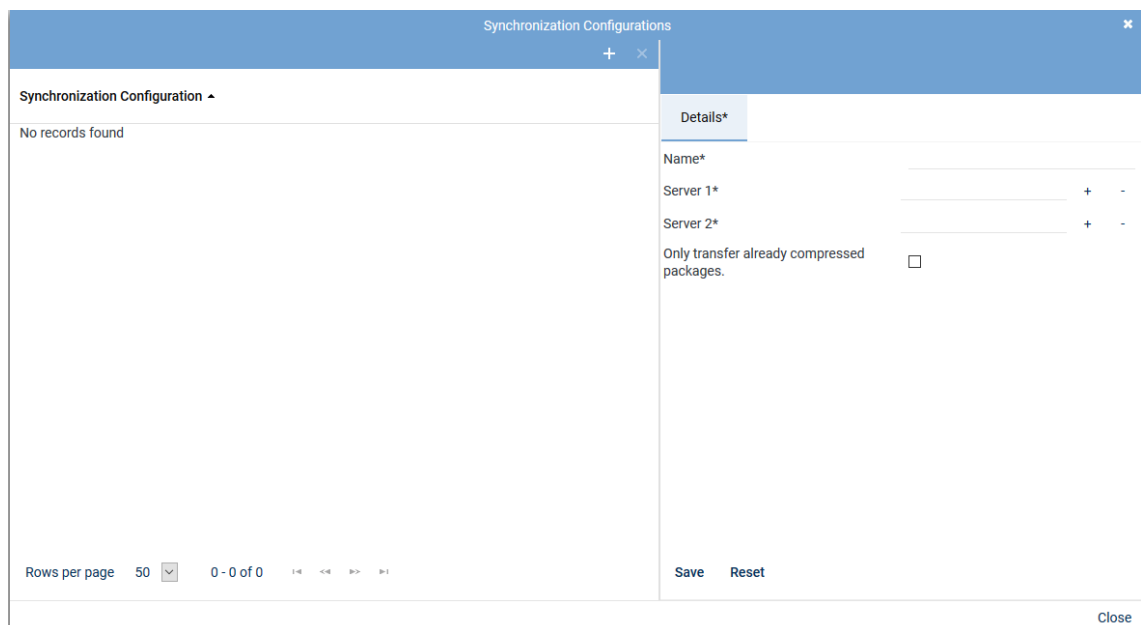 Synchronization Configurations
Synchronization Configuration
No records found
Rows per page 50 0 - 0 of 0
Details*
Name*
Server 1* + -
Server 2* + -
Only transfer already compressed
packages.
Save Reset
Close